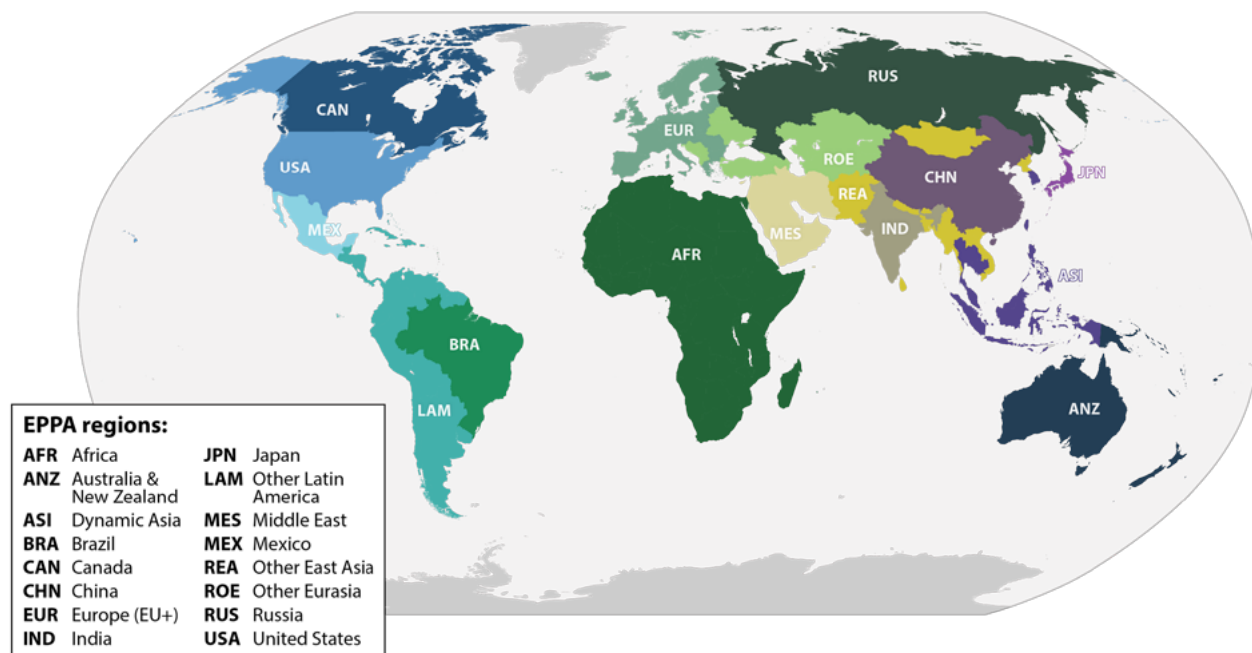 RUS
CAN
EUR
USA
ROE
CHN
JPN
REA
MEX
MES
IND
AFR
ASI
BRA
LAM
ANZ
EPPA regions:
AFR Africa
ANZ Australia &
New Zealand
ASI Dynamic Asia
BRA Brazil
CAN Canada
CHN China
EUR Europe (EU+)
IND India
JPN Japan
LAM Other Latin
America
MES Middle East
MEX Mexico
REA Other East Asia
ROE Other Eurasia
RUS Russia
USA United States